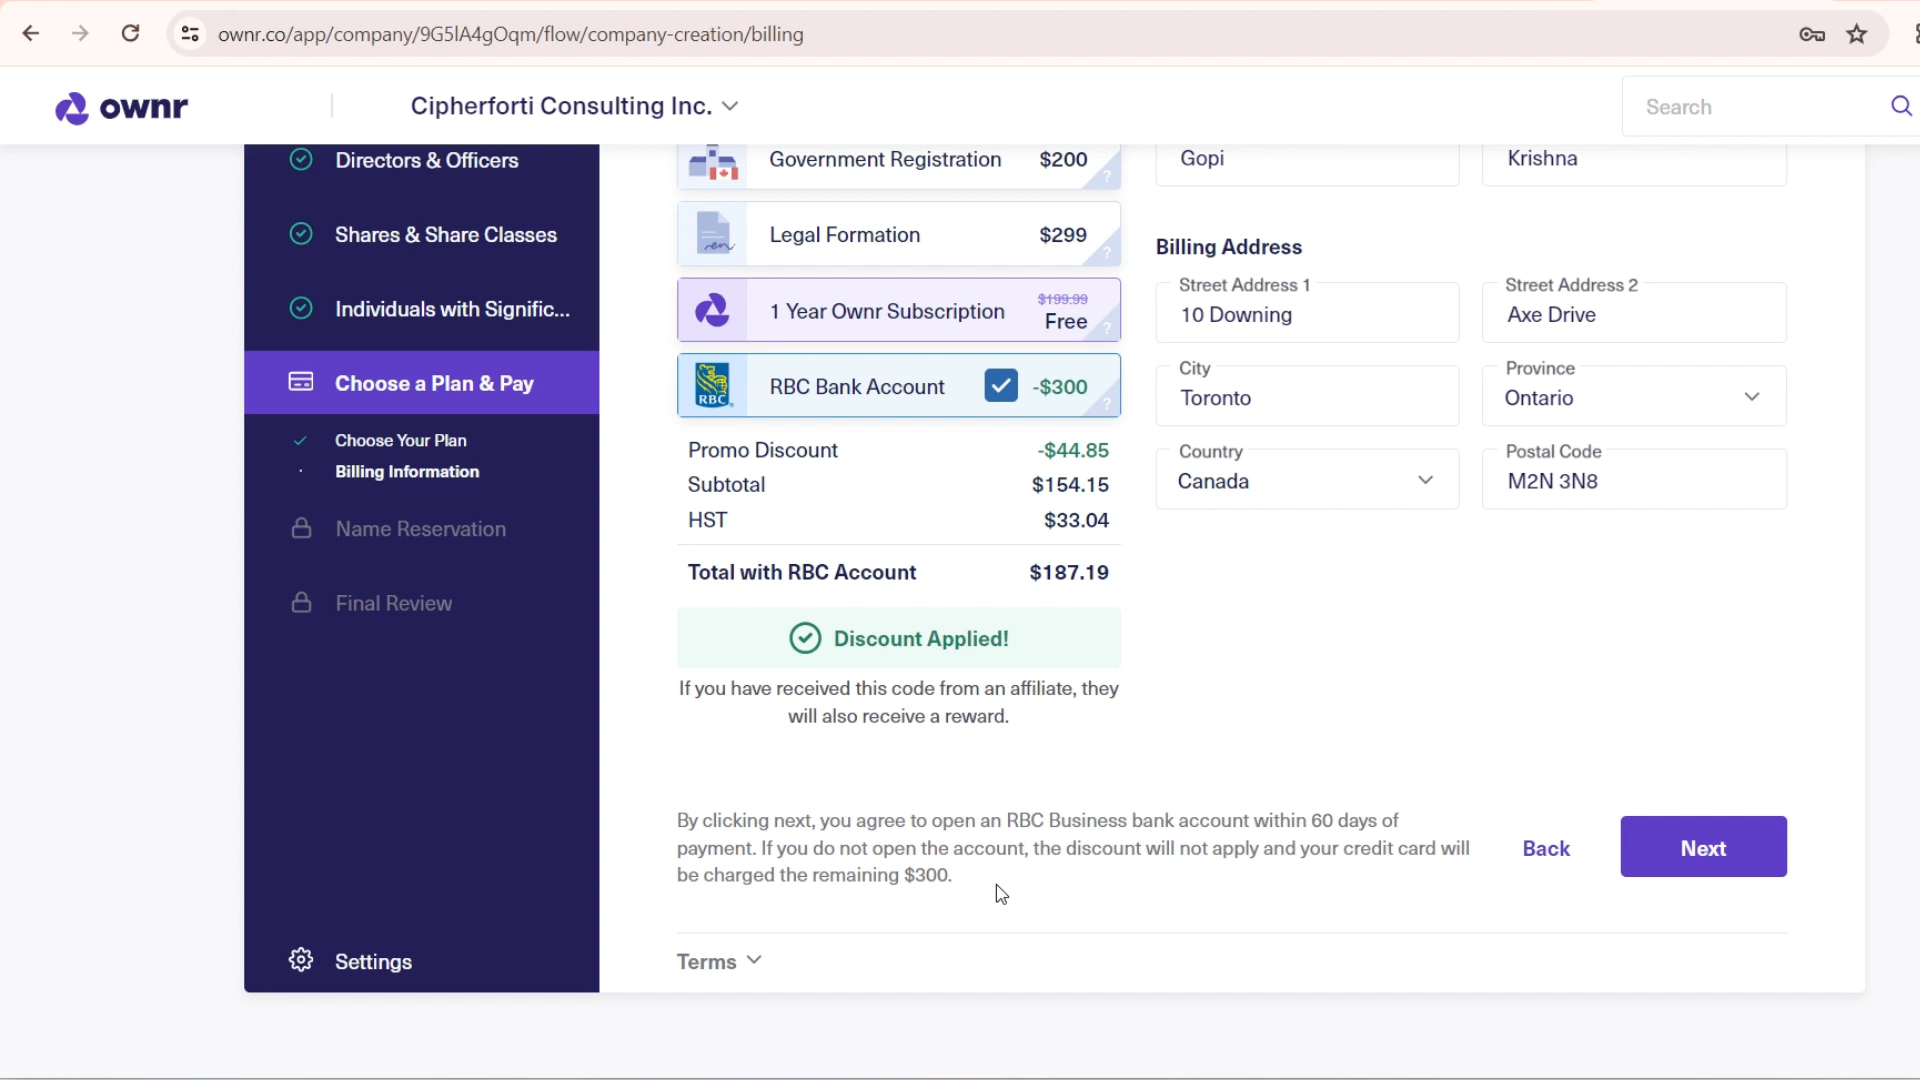 ownr.co/app/company/9G5lA4gOqm/flow/company-creation/billing
ownr
Cipherforti Consulting Inc.
Search
Directors & Officers
Shares & Share Classes
Individuals with Signific...
Choose a Plan & Pay
Choose Your Plan
Billing Information
Name Reservation
Final Review
Settings
Government Registration $200
?
Legal Formation $299
?
1 Year Ownr Subscription $199.99
Free
?
RBC
RBC Bank Account -$300
?
Promo Discount -$44.85
Subtotal $154.15
HST $33.04
Total with RBC Account $187.19
Discount Applied!
If you have received this code from an affiliate, they
will also receive a reward.
Gopi
Krishna
Billing Address
Street Address 1
10 Downing
Street Address 2
Axe Drive
City
Toronto
Province
Ontario
Country
Canada
Postal Code
M2N 3N8
By clicking next, you agree to open an RBC Business bank account within 60 days of
payment. If you do not open the account, the discount will not apply and your credit card will
be charged the remaining $300.
Back
Next
Terms